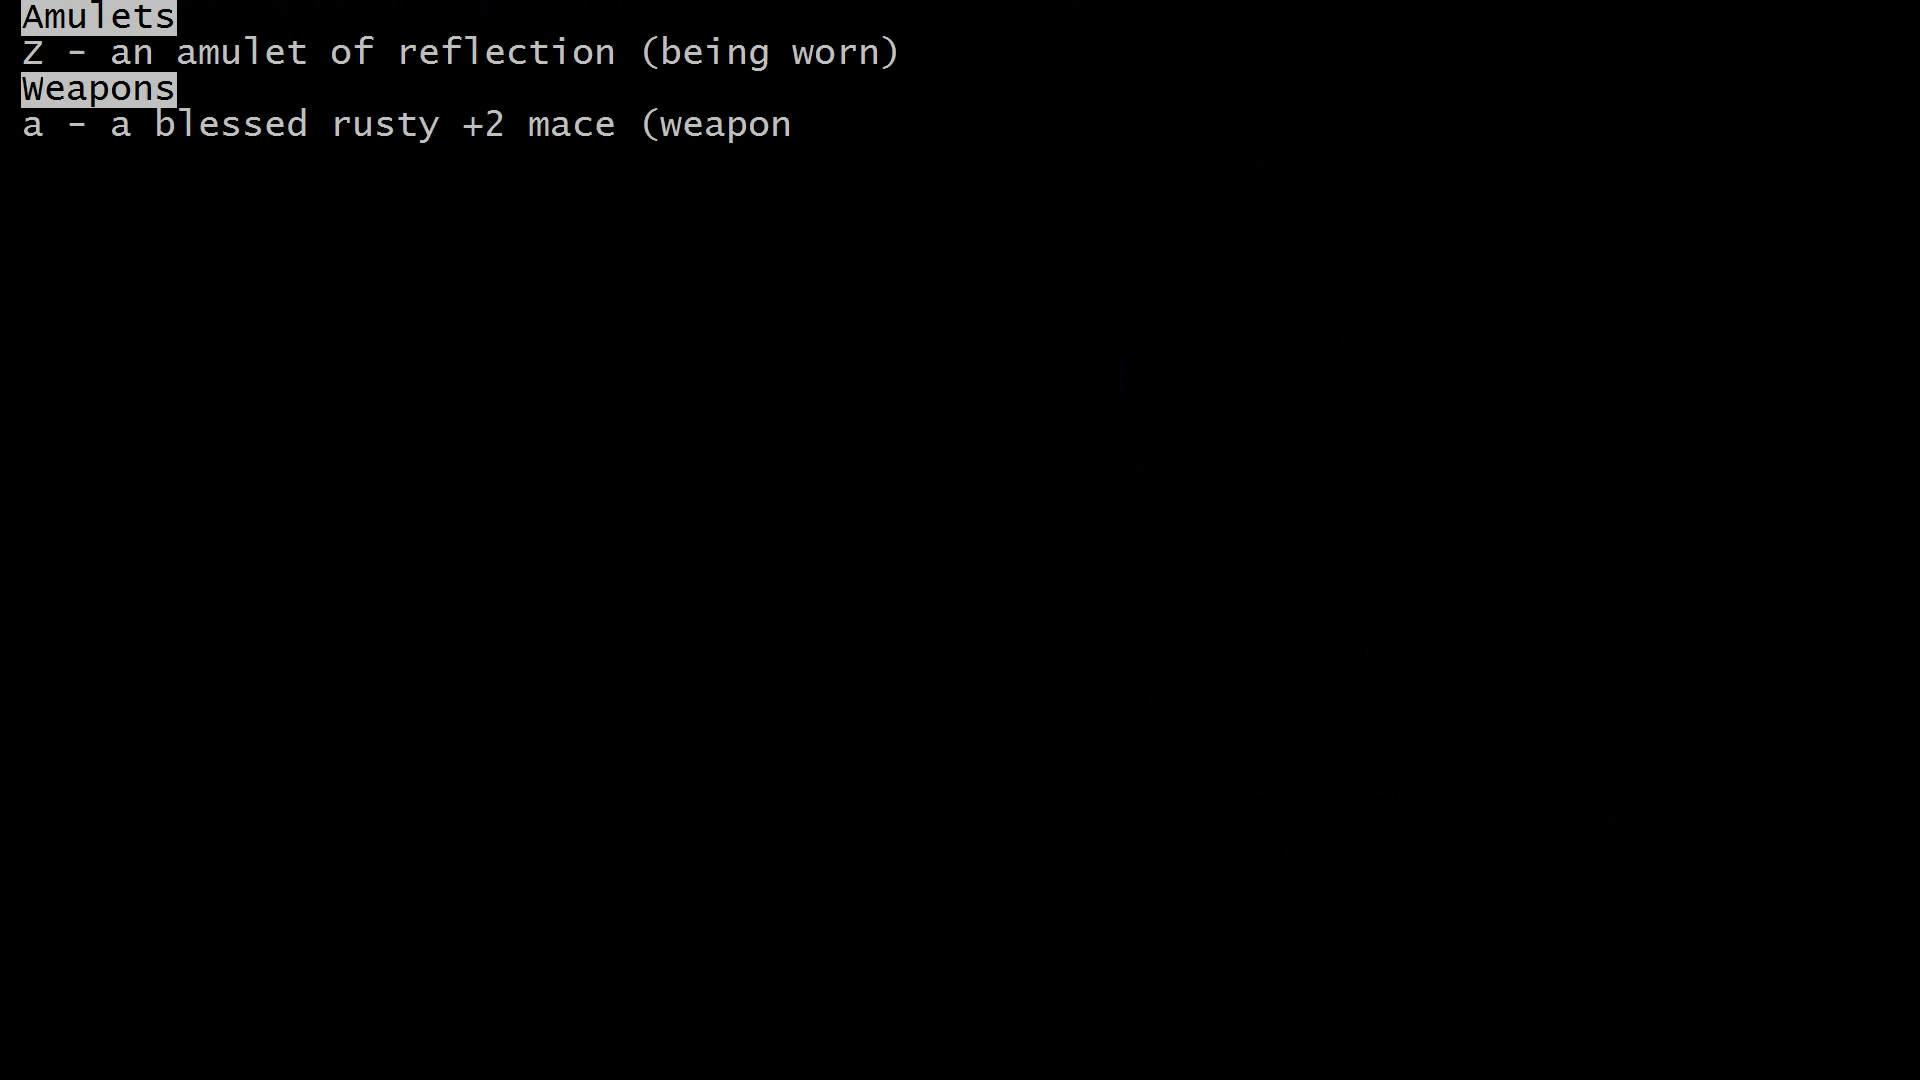 Amulets
Z - an amulet of reflection (being worn)
Weapons
a - a blessed rusty +2 mace (weapon